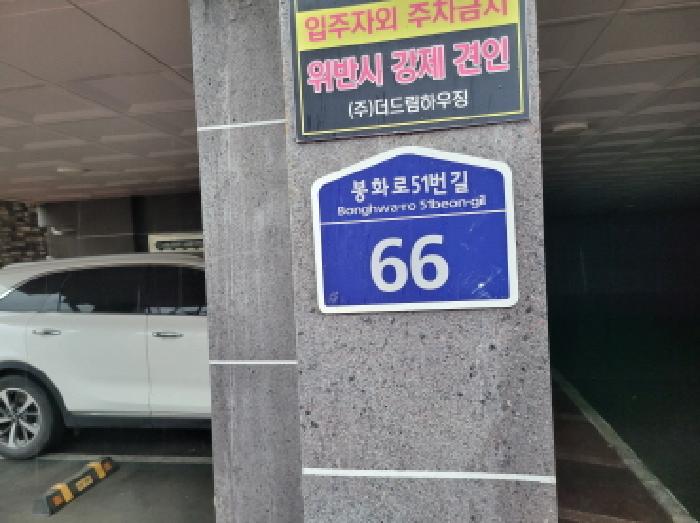 입주자외 주차금지
위반시 강제 견인
(주)더드림하우징
봉화로51번길
Bonghwa-ro 51beon-gil
66